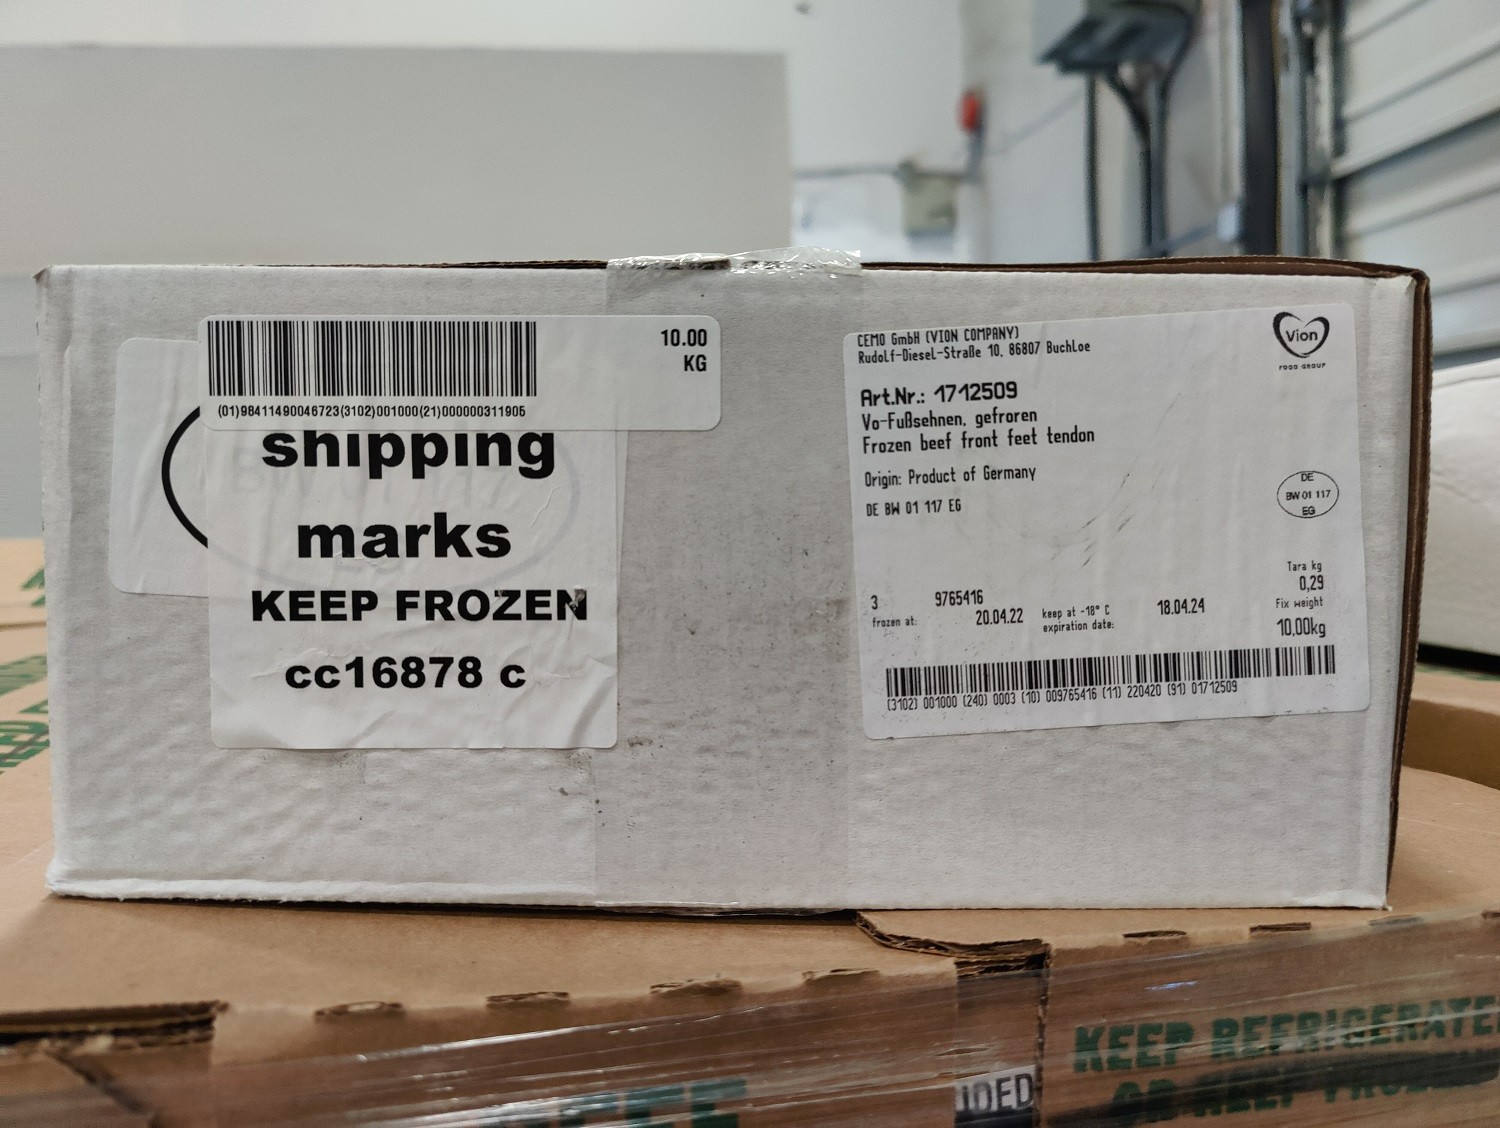 10.00
KG
(01)98411490046723(3102)001000(21)000000311905
shipping
marks
KEEP FROZEN
cc16878 c
CEMO GmbH (VION COMPANY)
Rudolf-Diesel-Straße 10, 86807 Buchloe
Vion
FOOD GROUP
Art.Nr.: 1712509
Vo-Fußsehnen, gefroren
Frozen beef front feet tendon
Origin: Product of Germany
DE BW 01 117 EG
DE
BW 01 117
EG
Tara kg
0,29
Fix weight
10,00kg
3 9765416
frozen at: 20.04.22 keep at -18° C
expiration date: 18.04.24
(3102) 001000 (240) 0003 (10) 009765416 (11) 220420 (91) 01712509
KEEP REFRIGERATE
OR KEEP FROZEN